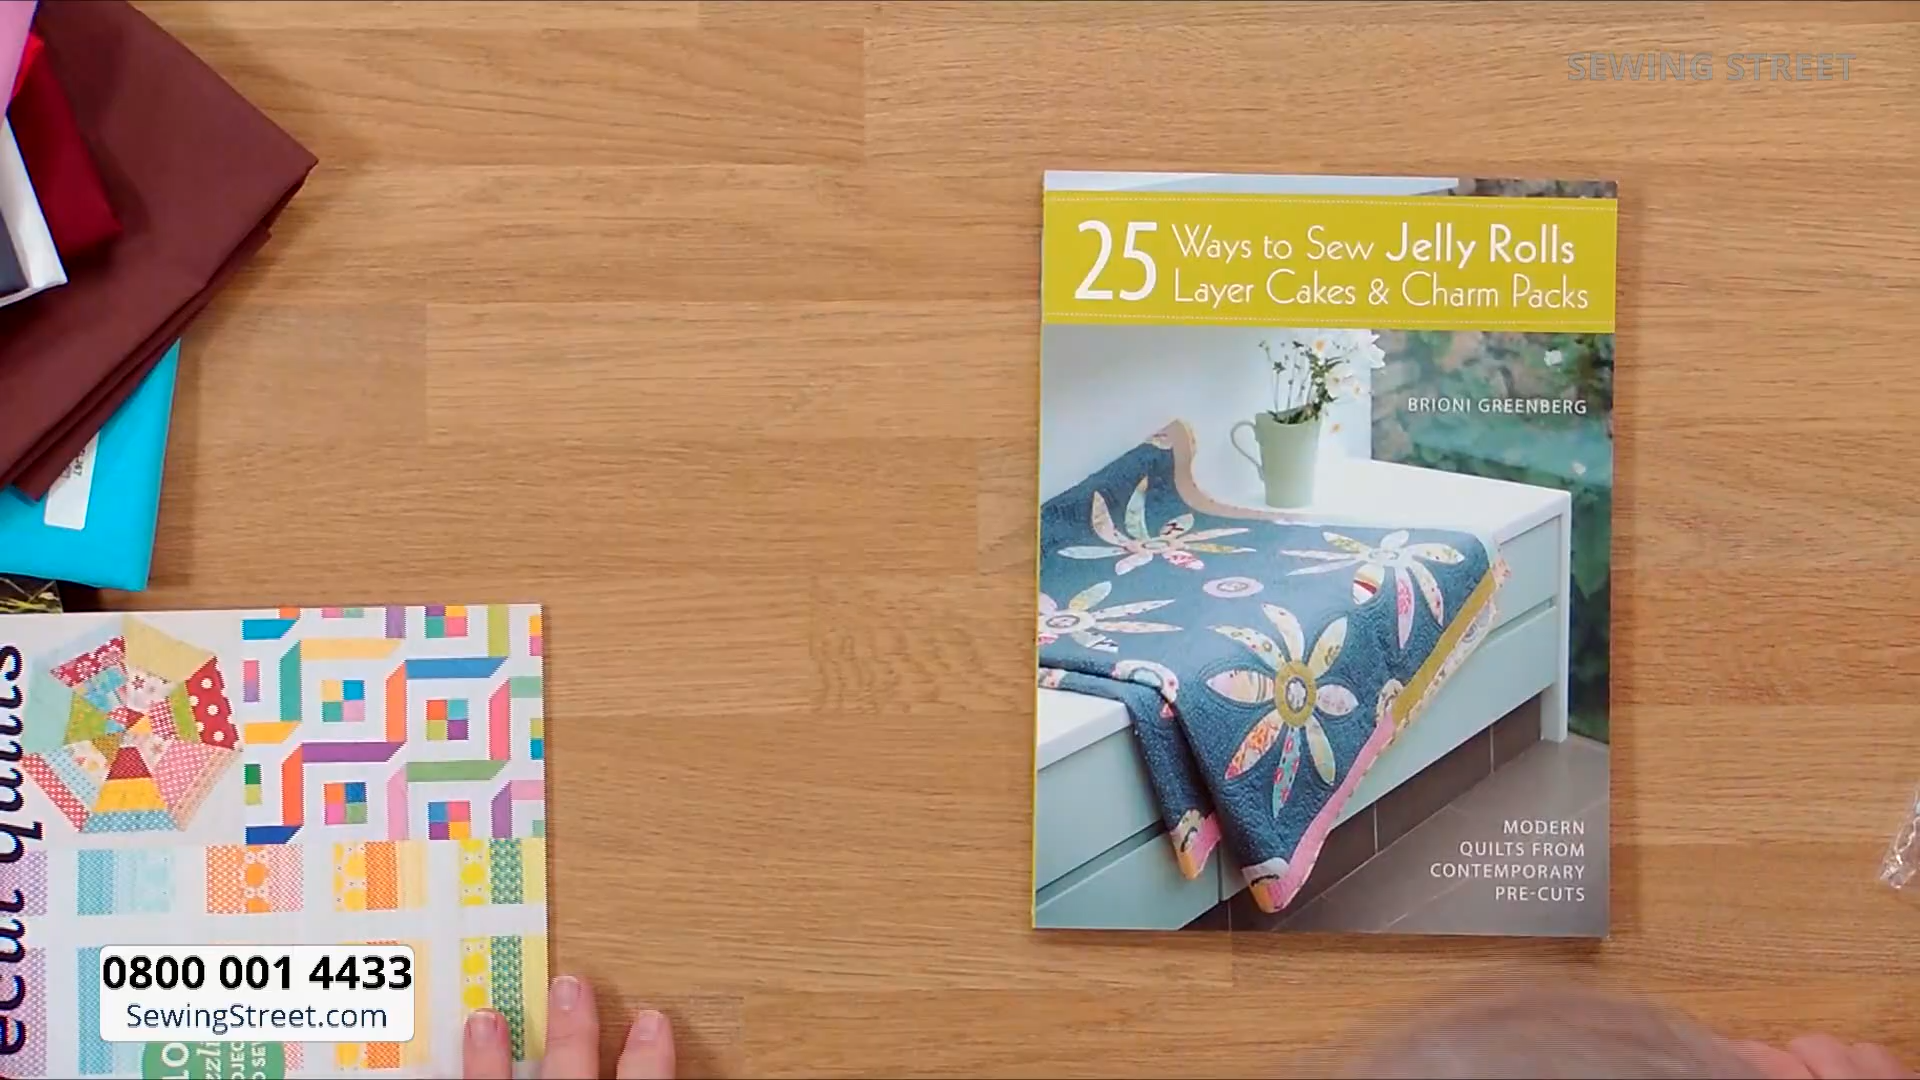 SEWING STREET
25 Ways to Sew Jelly Rolls
Layer Cakes & Charm Packs
BRIONI GREENBERG
MODERN
QUILTS FROM
CONTEMPORARY
PRE-CUTS
quilts
0800 001 4433
SewingStreet.com